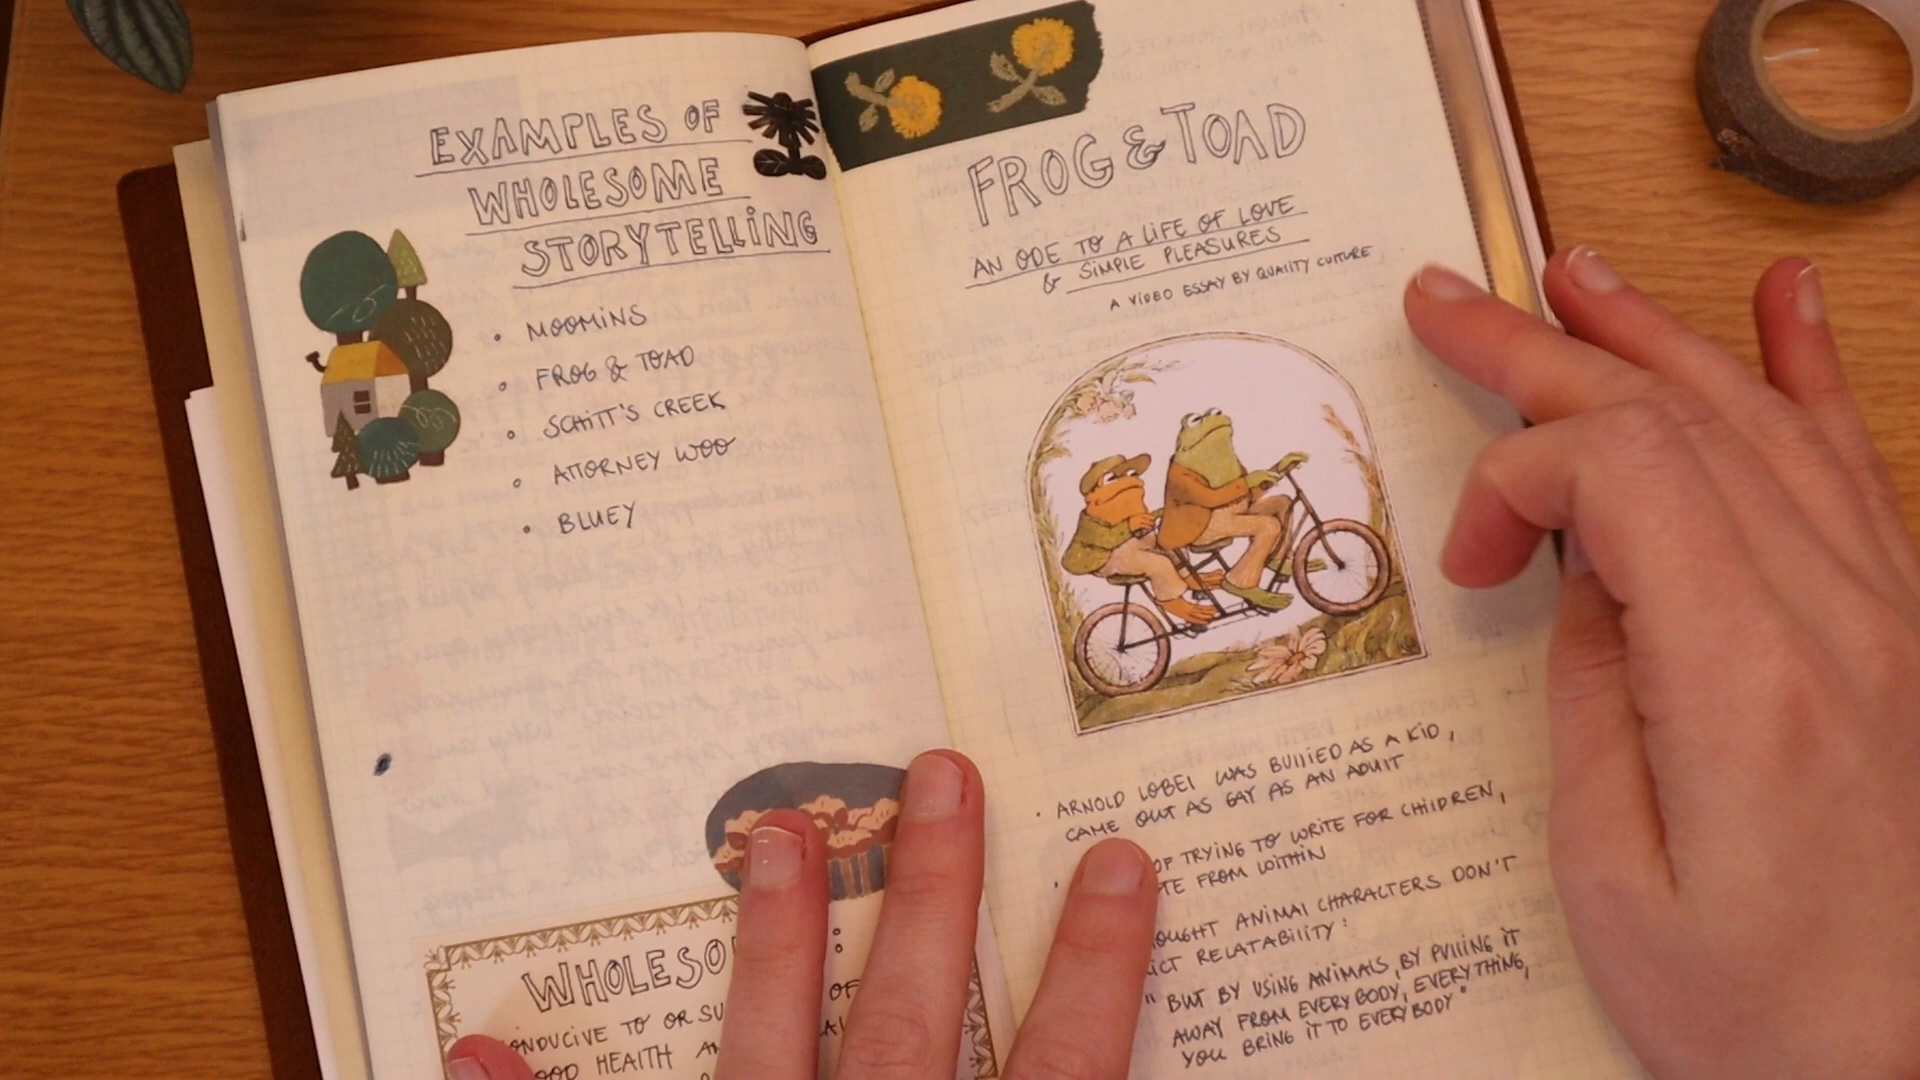 EXAMPLES OF
WHOLESOME
STORYTELLING
• MOOMINS
• FROG & TOAD
• SCHITT'S CREEK
• ATTORNEY WOO
• BLUEY
CONDUCIVE TO OR
HEALTH
FROG & TOAD
AN ODE TO A LIFE OF LOVE
& SIMPLE PLEASURES
A VIDEO ESSAY BY QUALITY CULTURE
• ARNOLD LOBEL WAS BULLIED AS A KID,
CAME OUT AS GAY AS AN ADULT
• OF TRYING TO WRITE FOR CHILDREN,
FROM WITHIN
ANIMAL CHARACTERS DON'T
RELATABILITY:
" BUT BY USING ANIMALS, BY PULLING IT
AWAY FROM EVERYBODY, EVERYTHING,
YOU BRING IT TO EVERYBODY"